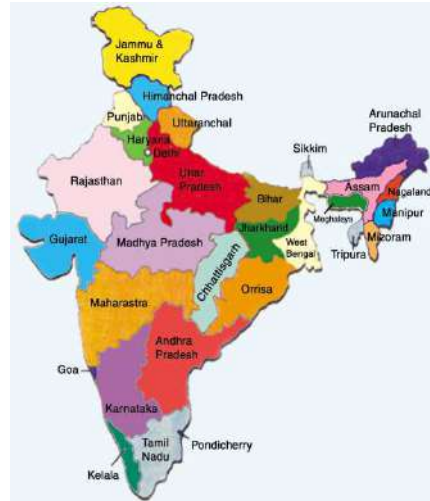 Jammu &
Kashmir
Himanchal Pradesh
Punjab
Uttaranchal
Arunachal
Pradesh
Haryana
Delhi
Sikkim
Rajasthan
Uttar
Pradesh
Assam
Nagaland
Bihar
Meghalaya
Manipur
Gujarat
Madhya Pradesh
Jharkhand
West
Bengal
Mizoram
Tripura
Chhattisgarh
Maharastra
Orrisa
Andhra
Pradesh
Goa
Karnataka
Pondicherry
Tamil
Nadu
Kelala